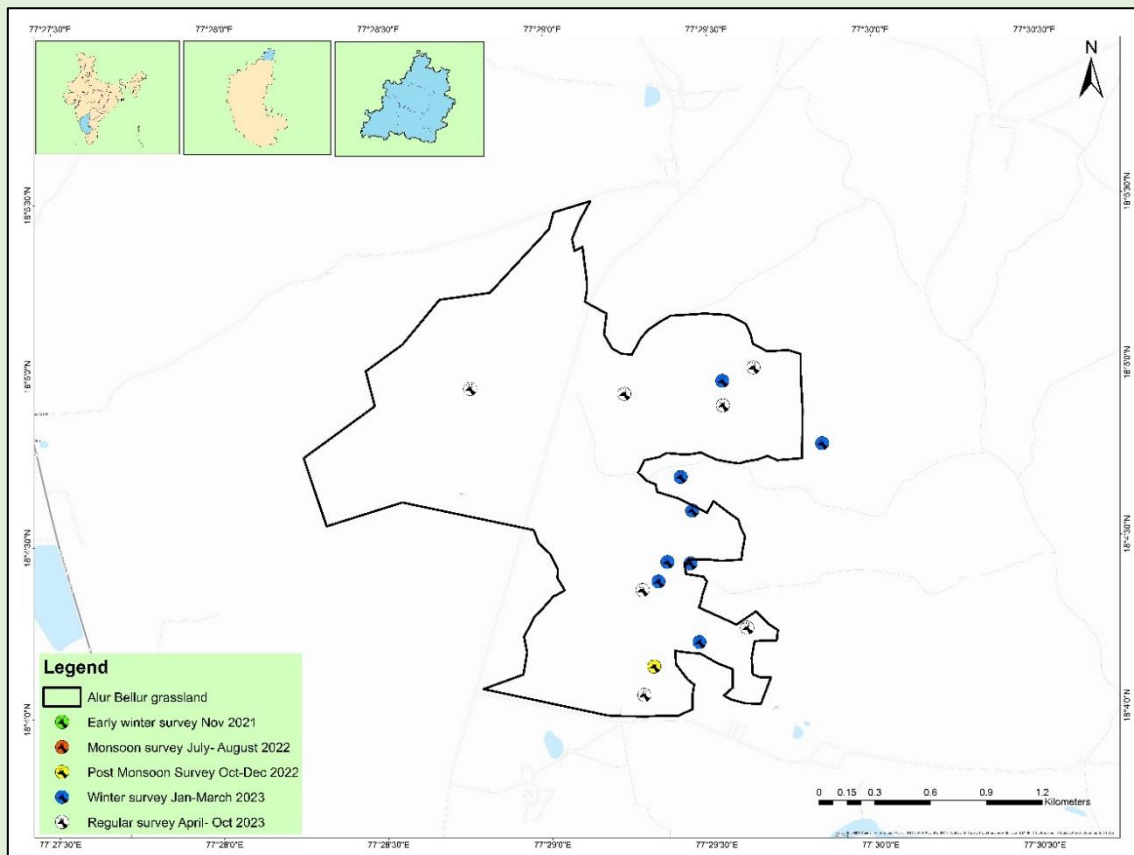 77°27'30"E 77°28'0"E 77°28'30"E 77°29'0"E 77°29'30"E 77°30'0"E 77°30'30"E
N
18°5'30"N 18°5'30"N
18°5'0"N 18°5'0"N
18°4'30"N 18°4'30"N
18°4'0"N 18°4'0"N
Legend
Alur Bellur grassland
Early winter survey Nov 2021
Monsoon survey July- August 2022
Post Monsoon Survey Oct-Dec 2022
Winter survey Jan-March 2023
Regular survey April- Oct 2023
0 0.15 0.3 0.6 0.9 1.2
Kilometers
77°27'30"E 77°28'0"E 77°28'30"E 77°29'0"E 77°29'30"E 77°30'0"E 77°30'30"E